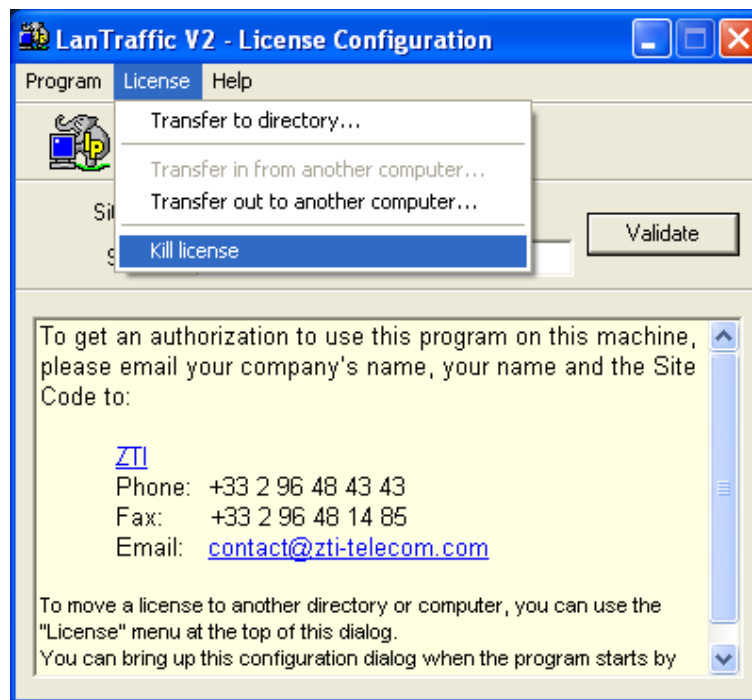 LanTraffic V2 - License Configuration
Program License Help
Transfer to directory...
Transfer in from another computer...
Transfer out to another computer...
Kill license
Validate
To get an authorization to use this program on this machine,
please email your company's name, your name and the Site
Code to:
ZTI
Phone: +33 2 96 48 43 43
Fax: +33 2 96 48 14 85
Email: contact@zti-telecom.com
To move a license to another directory or computer, you can use the
"License" menu at the top of this dialog.
You can bring up this configuration dialog when the program starts by